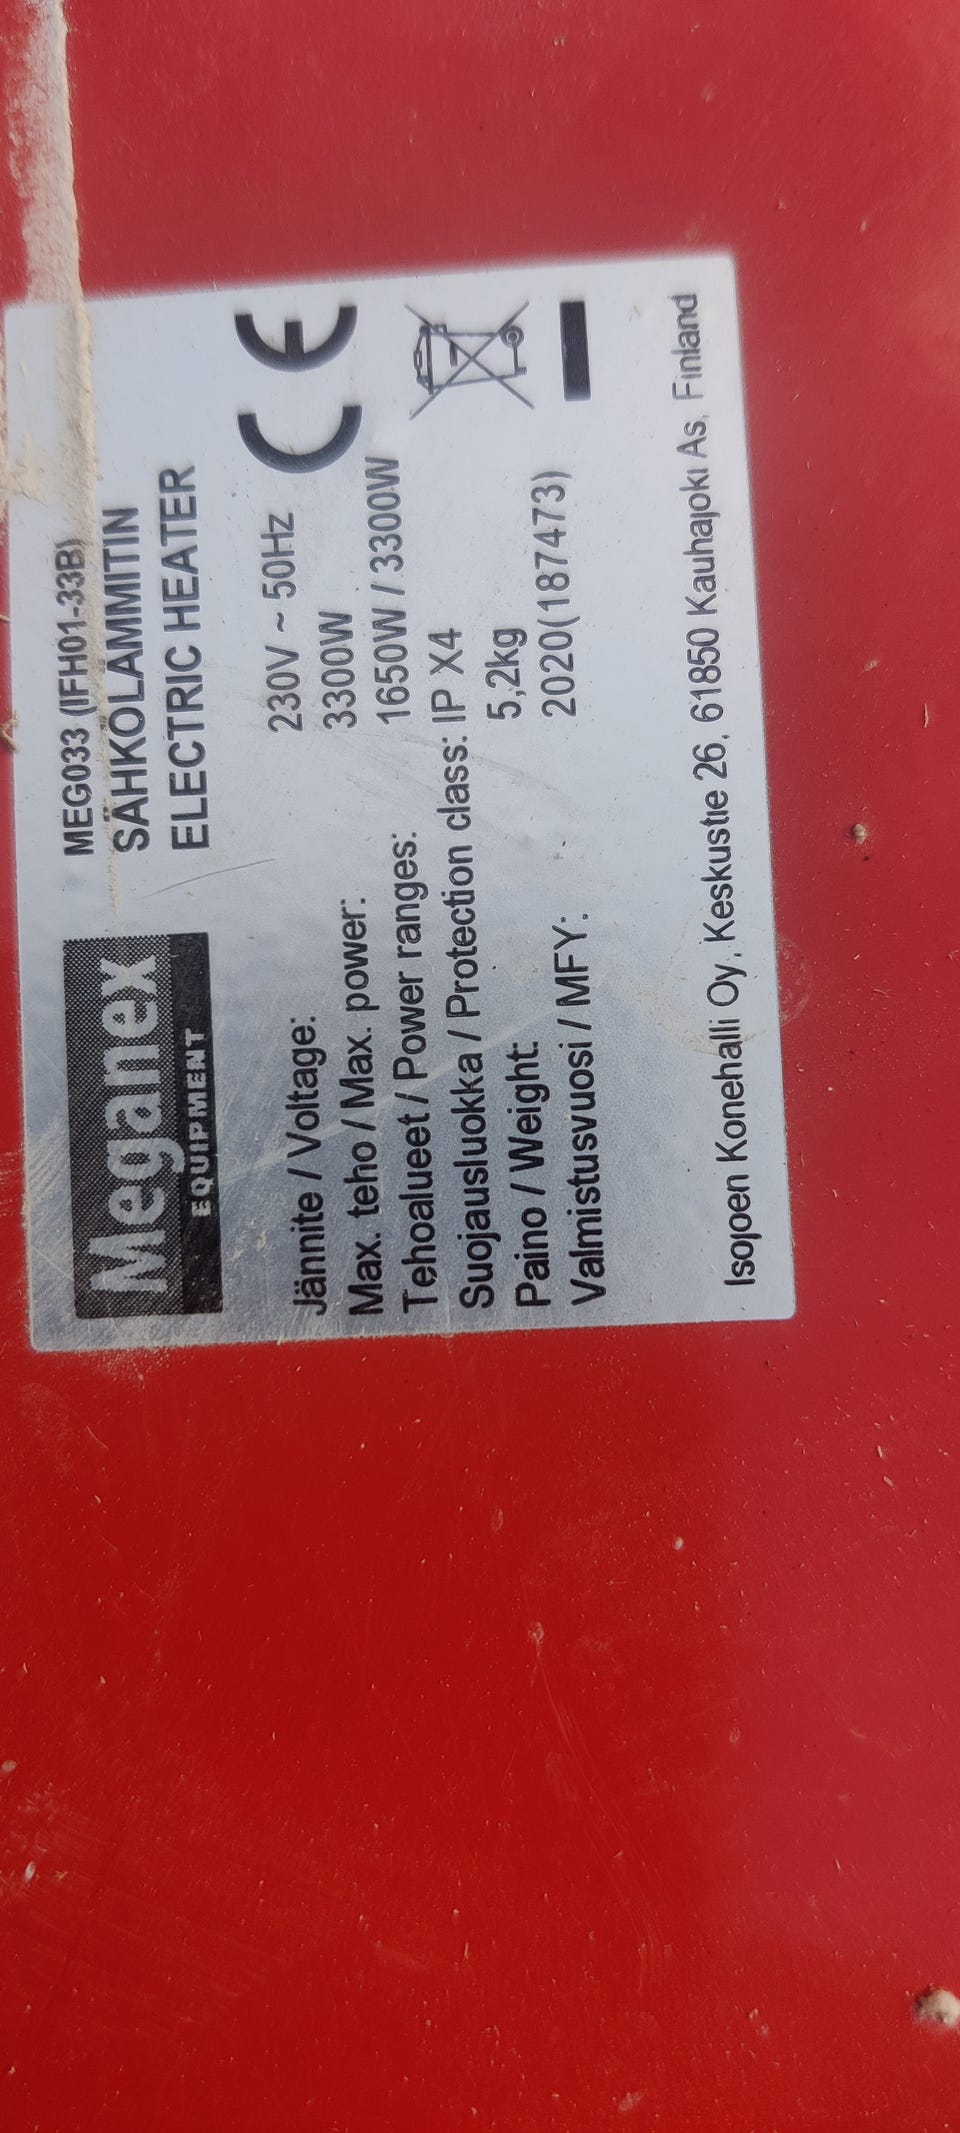 Meganex
EQUIPMENT
MEG033 (IFH01-33B)
SÄHKÖLÄMMITIN
ELECTRIC HEATER
Jännite / Voltage: 230V ~ 50Hz
Max. teho / Max. power: 3300W
Tehoalueet / Power ranges: 1650W / 3300W
Suojausluokka / Protection class: IP X4
Paino / Weight: 5,2kg
Valmistusvuosi / MFY: 2020(187473)
CE
Isojoen Konehalli Oy, Keskustie 26, 61850 Kauhajoki As, Finland